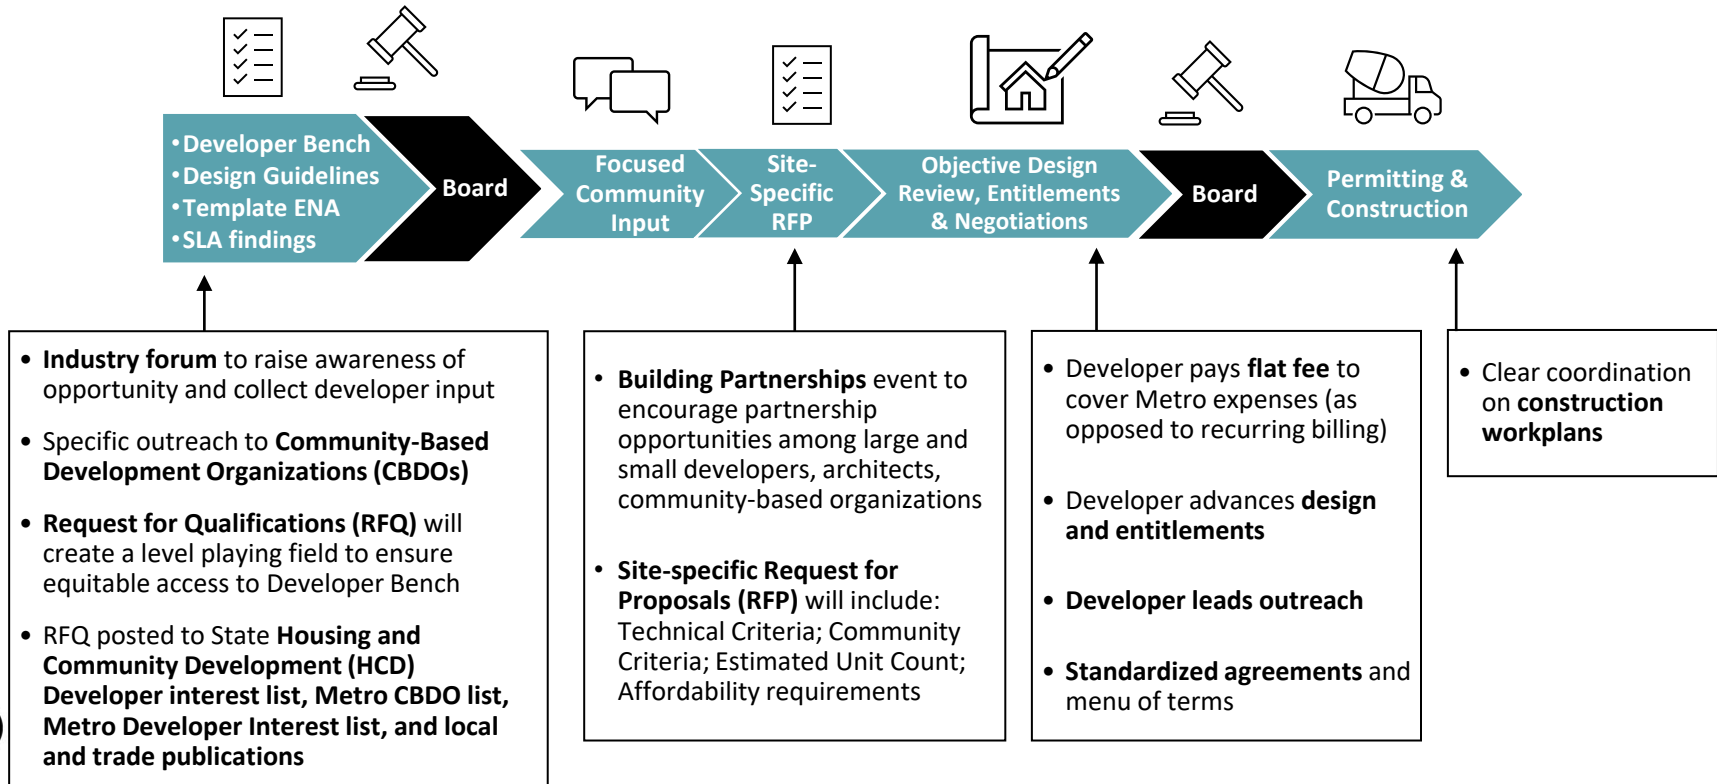 • Developer Bench
• Design Guidelines
• Template ENA
• SLA findings
Board
Focused
Community
Input
Site-
Specific
RFP
Objective Design
Review, Entitlements
& Negotiations
Board
Permitting &
Construction
• Industry forum to raise awareness of
opportunity and collect developer input
• Specific outreach to Community-Based
Development Organizations (CBDOs)
• Request for Qualifications (RFQ) will
create a level playing field to ensure
equitable access to Developer Bench
• RFQ posted to State Housing and
Community Development (HCD)
Developer interest list, Metro CBDO list,
Metro Developer Interest list, and local
and trade publications
• Building Partnerships event to
encourage partnership
opportunities among large and
small developers, architects,
community-based organizations
• Site-specific Request for
Proposals (RFP) will include:
Technical Criteria; Community
Criteria; Estimated Unit Count;
Affordability requirements
• Developer pays flat fee to
cover Metro expenses (as
opposed to recurring billing)
• Developer advances design
and entitlements
• Developer leads outreach
• Standardized agreements and
menu of terms
• Clear coordination
on construction
workplans